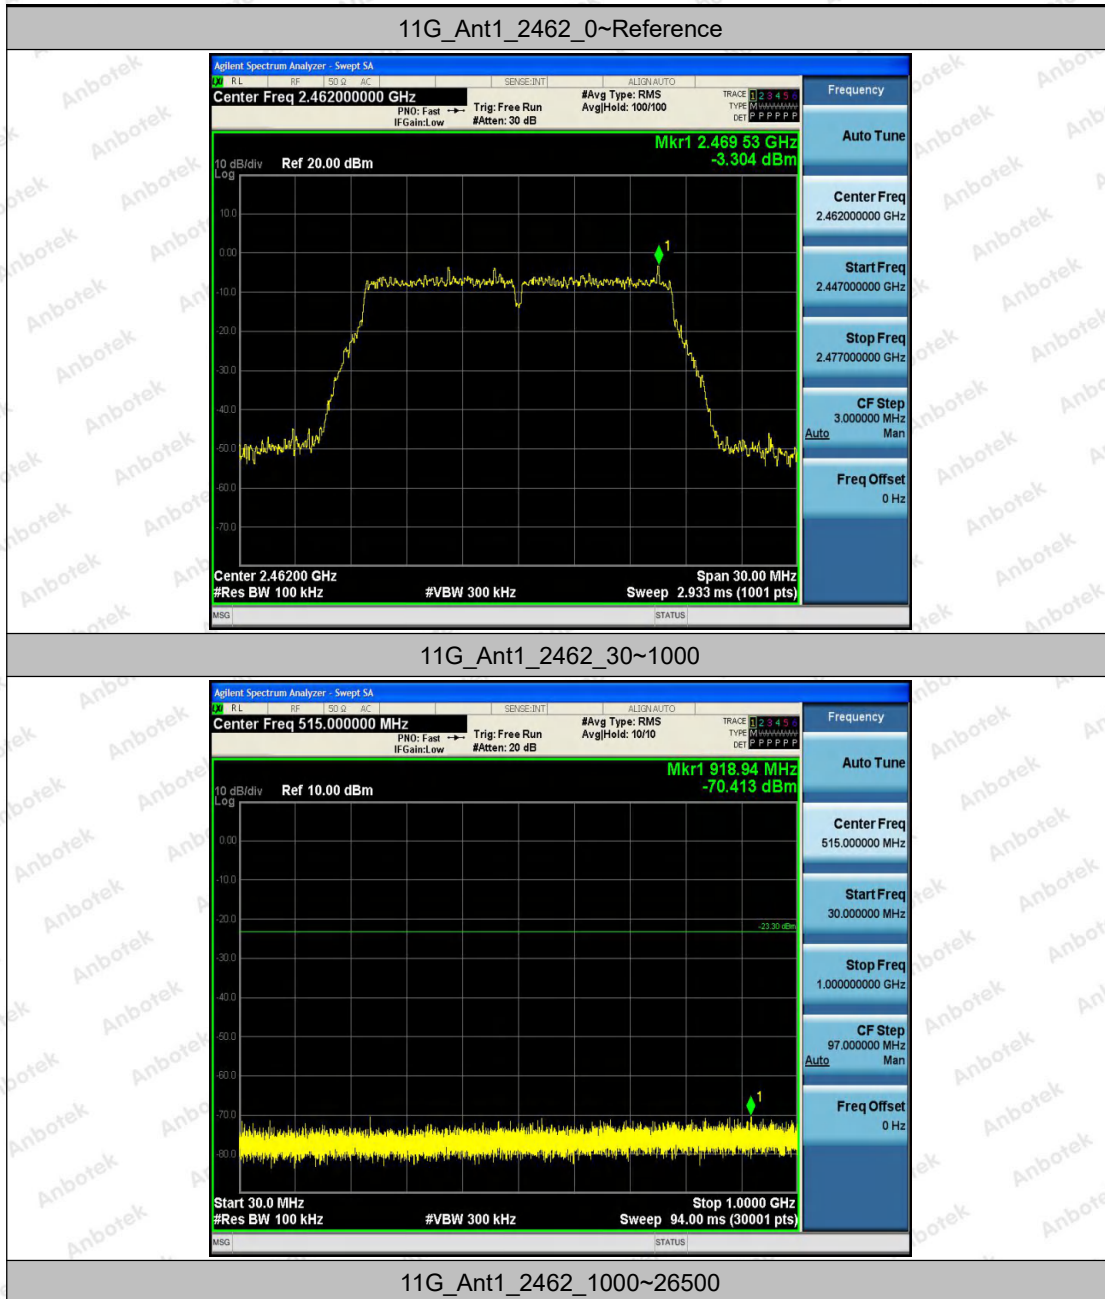 11G_Ant1_2462_0~Reference
Agilent Spectrum Analyzer - Swept SA
RL RF 50 Ω AC SENSE:INT ALIGN AUTO
Center Freq 2.462000000 GHz
PNO: Fast
IFGain:Low
Trig: Free Run
#Atten: 30 dB
#Avg Type: RMS
Avg|Hold: 100/100
TRACE 1 2 3 4 5 6
TYPE M
DET P P P P P P
Mkr1 2.469 53 GHz
-3.304 dBm
10 dB/div
Log
Ref 20.00 dBm
10.0
0.00
-10.0
-20.0
-30.0
-40.0
-50.0
-60.0
-70.0
1
Center 2.46200 GHz
Span 30.00 MHz
#Res BW 100 kHz
#VBW 300 kHz
Sweep 2.933 ms (1001 pts)
MSG
STATUS
Frequency
Auto Tune
Center Freq
2.462000000 GHz
Start Freq
2.447000000 GHz
Stop Freq
2.477000000 GHz
CF Step
3.000000 MHz
Auto Man
Freq Offset
0 Hz
11G_Ant1_2462_30~1000
Agilent Spectrum Analyzer - Swept SA
RL RF 50 Ω AC SENSE:INT ALIGN AUTO
Center Freq 515.000000 MHz
PNO: Fast
IFGain:Low
Trig: Free Run
#Atten: 20 dB
#Avg Type: RMS
Avg|Hold: 10/10
TRACE 1 2 3 4 5 6
TYPE M
DET P P P P P P
Mkr1 918.94 MHz
-70.413 dBm
10 dB/div
Log
Ref 10.00 dBm
0.00
-10.0
-20.0
-30.0
-40.0
-50.0
-60.0
-70.0
-80.0
-23.30 dBm
1
Start 30.0 MHz
Stop 1.0000 GHz
#Res BW 100 kHz
#VBW 300 kHz
Sweep 94.00 ms (30001 pts)
MSG
STATUS
Frequency
Auto Tune
Center Freq
515.000000 MHz
Start Freq
30.000000 MHz
Stop Freq
1.000000000 GHz
CF Step
97.000000 MHz
Auto Man
Freq Offset
0 Hz
11G_Ant1_2462_1000~26500
Anbotek